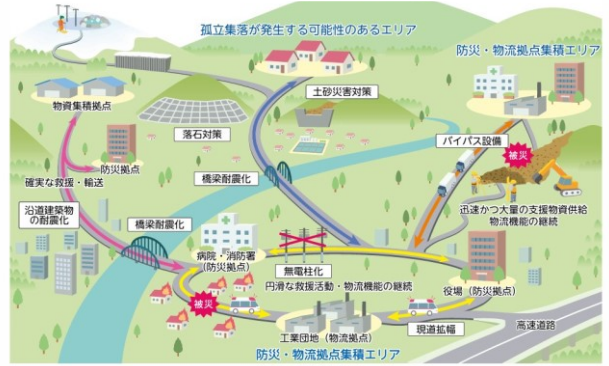 孤立集落が発生する可能性のあるエリア
防災・物流拠点集積エリア
物資集積拠点
土砂災害対策
落石対策
バイパス設備
被災
防災拠点
確実な救援・輸送
橋梁耐震化
迅速かつ大量の支援物資供給
物流機能の継続
沿道建築物
の耐震化
橋梁耐震化
病院・消防署
(防災拠点)
無電柱化
円滑な救援活動・物流機能の継続
役場(防災拠点)
被災
工業団地(物流拠点)
現道拡幅
高速道路
防災・物流拠点集積エリア